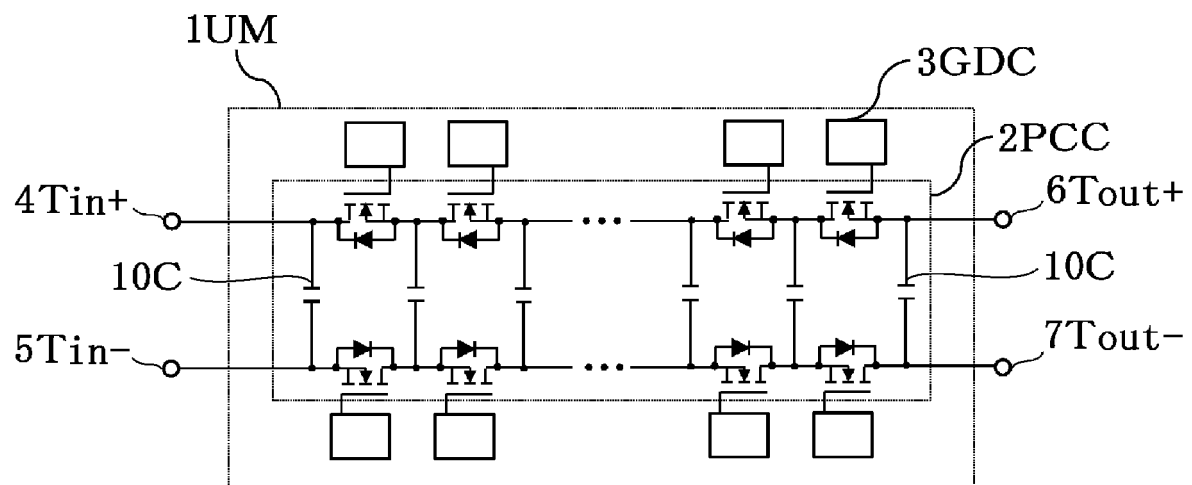 1UM
3GDC
2PCC
4Tin+
6Tout+
10C
10C
5Tin-
7Tout-